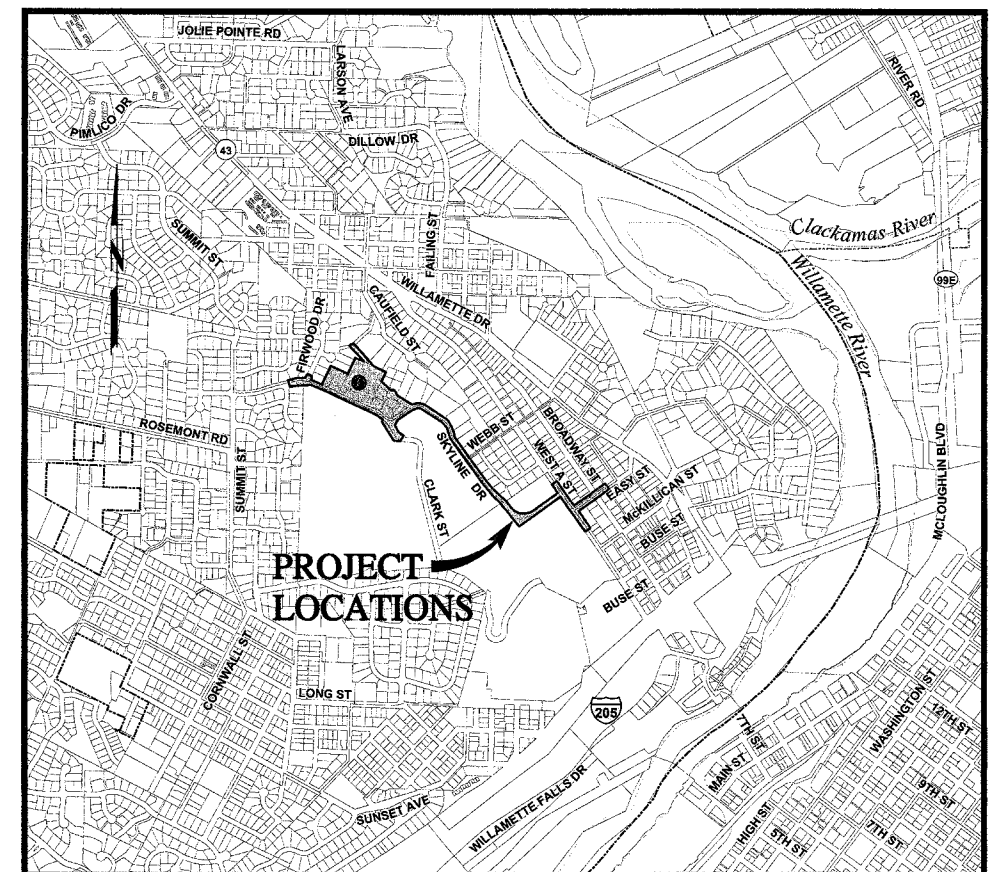 JOLIE POINTE RD
LARSON AVE
RIVER RD
PIMLICO DR
43
DILLOW DR
SUMMIT ST
N
FAILING ST
Clackamas River
Willamette River
99E
WILLAMETTE DR
CAUFIELD ST
FIRWOOD DR
ROSEMONT RD
SUMMIT ST
WEBB ST
BROADWAY ST
WEST A ST
SKYLINE DR
EASY ST
McKILLICAN ST
CLARK ST
BUSE ST
MCLOUGHLIN BLVD
PROJECT
LOCATIONS
BUSE ST
CORNWALL ST
LONG ST
205
WASHINGTON ST
12TH ST
7TH ST
MAIN ST
9TH ST
SUNSET AVE
WILLAMETTE FALLS DR
HIGH ST
5TH ST
7TH ST